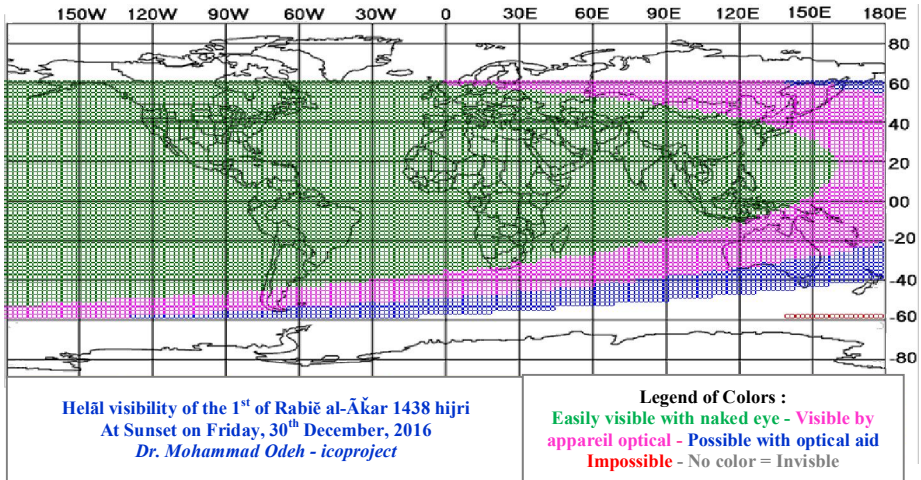 150W 120W 90W 60W 30W 0 30E 60E 90E 120E 150E 180E
80
60
40
20
00
-20
-40
-60
-80
Helāl visibility of the 1st of Rabiě al-Āǩar 1438 hijri
At Sunset on Friday, 30th December, 2016
Dr. Mohammad Odeh - icoproject
Legend of Colors :
Easily visible with naked eye - Visible by
appareil optical - Possible with optical aid
Impossible - No color = Invisble